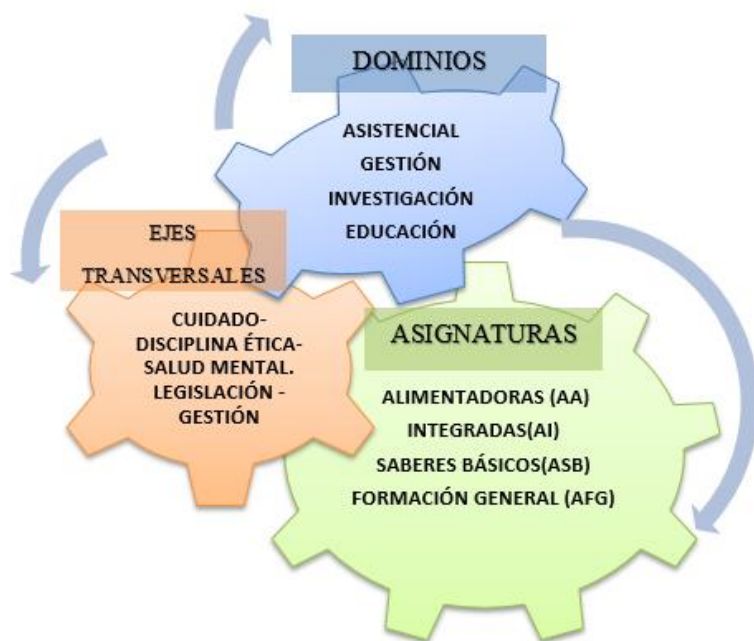 DOMINIOS
ASISTENCIAL
GESTIÓN
INVESTIGACIÓN
EDUCACIÓN
EJES
TRANSVERSALES
CUIDADO-
DISCIPLINA ÉTICA-
SALUD MENTAL.
LEGISLACIÓN -
GESTIÓN
ASIGNATURAS
ALIMENTADORAS (AA)
INTEGRADAS(AI)
SABERES BÁSICOS(ASB)
FORMACIÓN GENERAL (AFG)